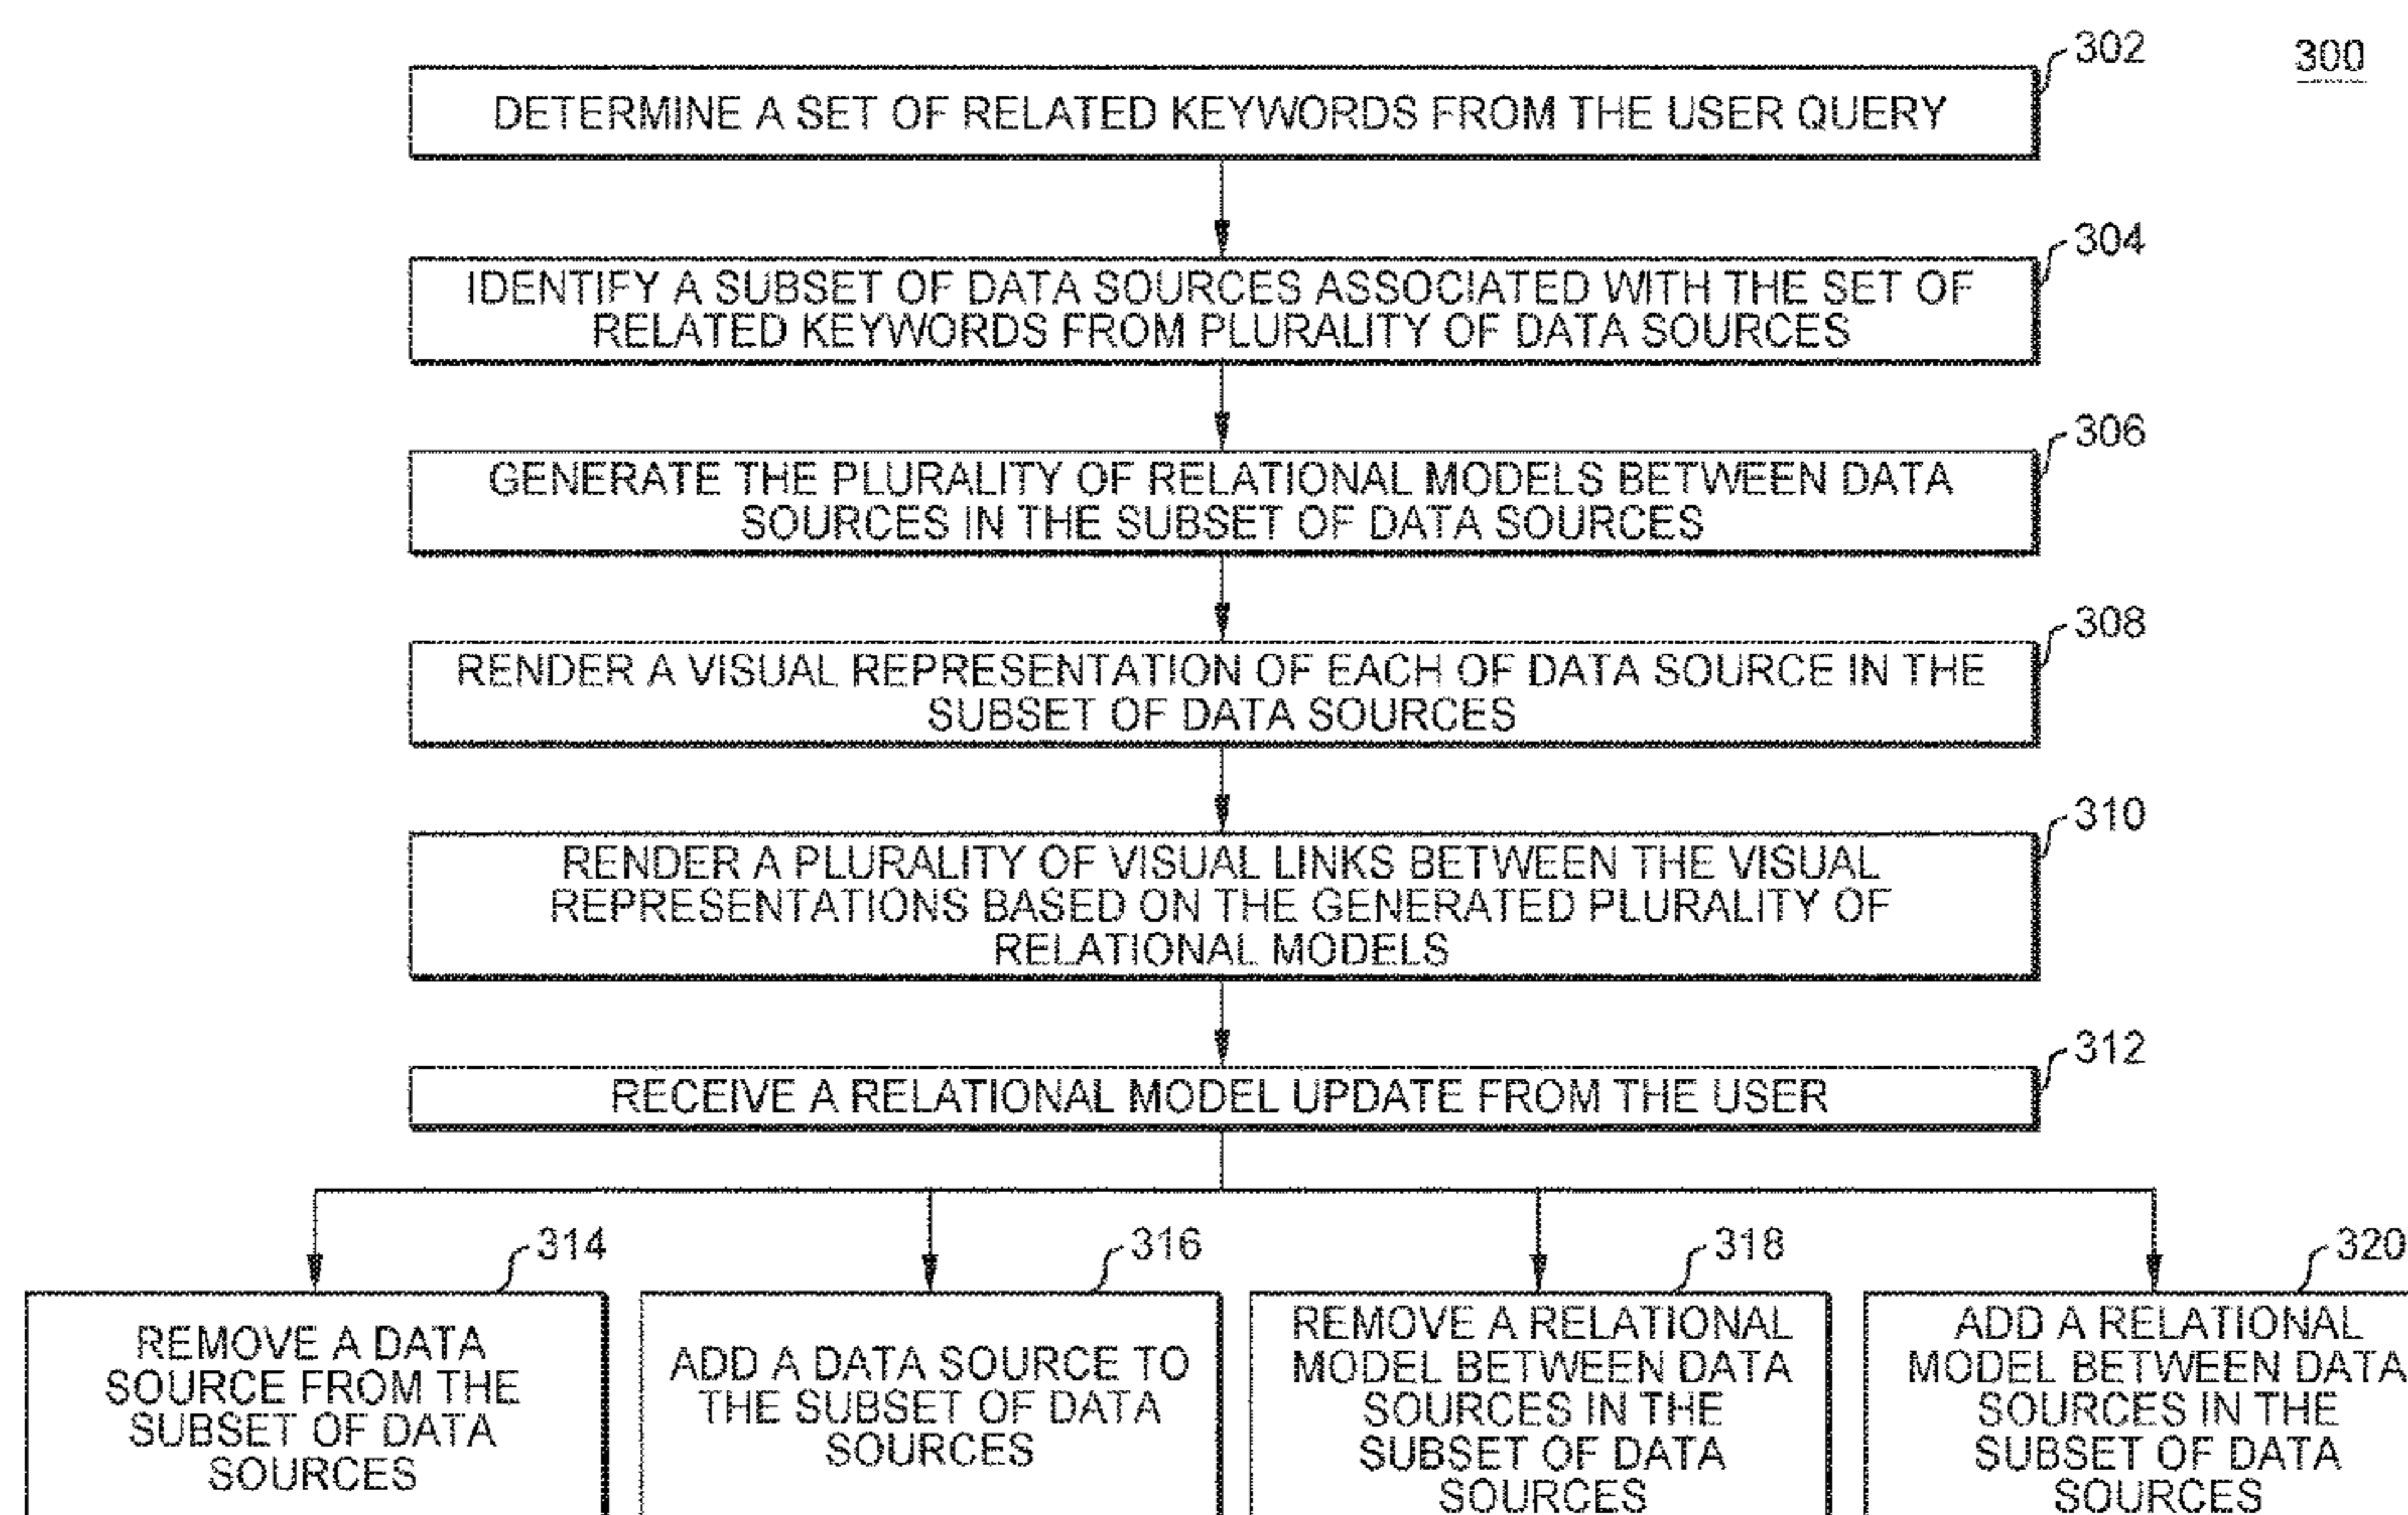 300
302
DETERMINE A SET OF RELATED KEYWORDS FROM THE USER QUERY
304
IDENTIFY A SUBSET OF DATA SOURCES ASSOCIATED WITH THE SET OF
RELATED KEYWORDS FROM PLURALITY OF DATA SOURCES
306
GENERATE THE PLURALITY OF RELATIONAL MODELS BETWEEN DATA
SOURCES IN THE SUBSET OF DATA SOURCES
308
RENDER A VISUAL REPRESENTATION OF EACH OF DATA SOURCE IN THE
SUBSET OF DATA SOURCES
310
RENDER A PLURALITY OF VISUAL LINKS BETWEEN THE VISUAL
REPRESENTATIONS BASED ON THE GENERATED PLURALITY OF
RELATIONAL MODELS
312
RECEIVE A RELATIONAL MODEL UPDATE FROM THE USER
314
REMOVE A DATA
SOURCE FROM THE
SUBSET OF DATA
SOURCES
316
ADD A DATA SOURCE TO
THE SUBSET OF DATA
SOURCES
318
REMOVE A RELATIONAL
MODEL BETWEEN DATA
SOURCES IN THE
SUBSET OF DATA
SOURCES
320
ADD A RELATIONAL
MODEL BETWEEN DATA
SOURCES IN THE
SUBSET OF DATA
SOURCES